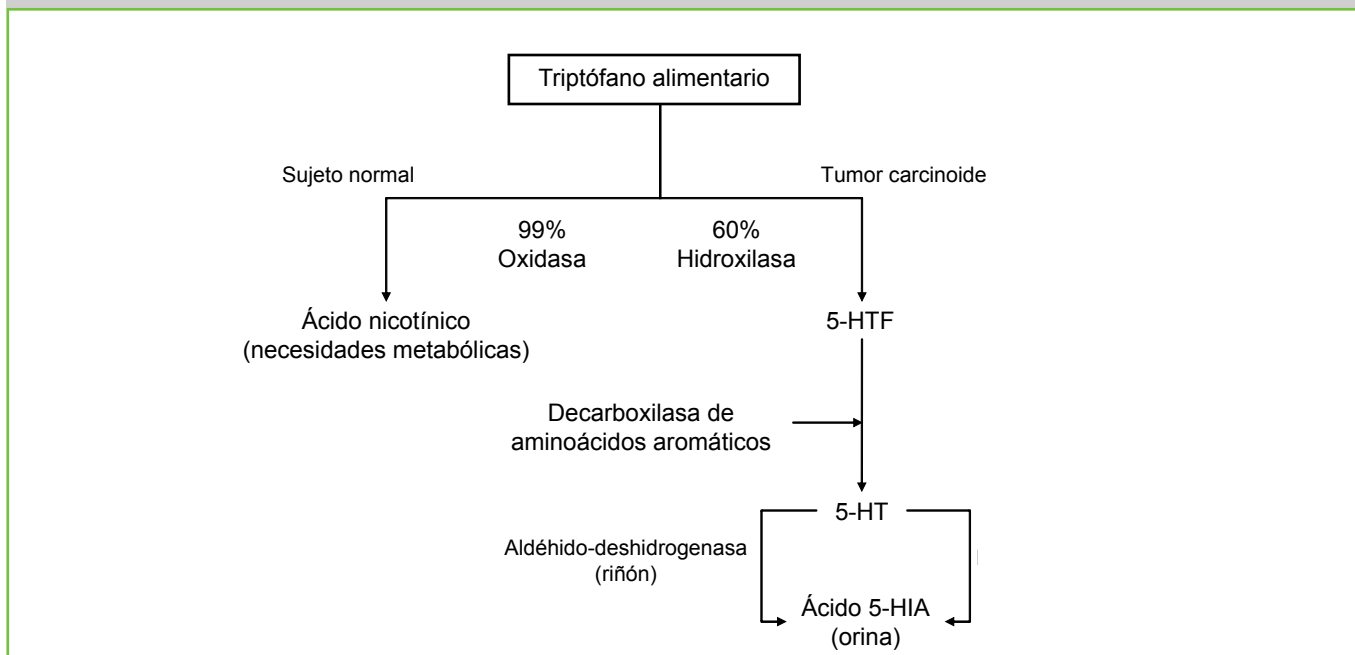 Triptófano alimentario
Sujeto normal
Tumor carcinoide
99%
Oxidasa
60%
Hidroxilasa
Ácido nicotínico
(necesidades metabólicas)
5-HTF
Decarboxilasa de
aminoácidos aromáticos
5-HT
Aldéhido-deshidrogenasa
(riñón)
Ácido 5-HIA
(orina)